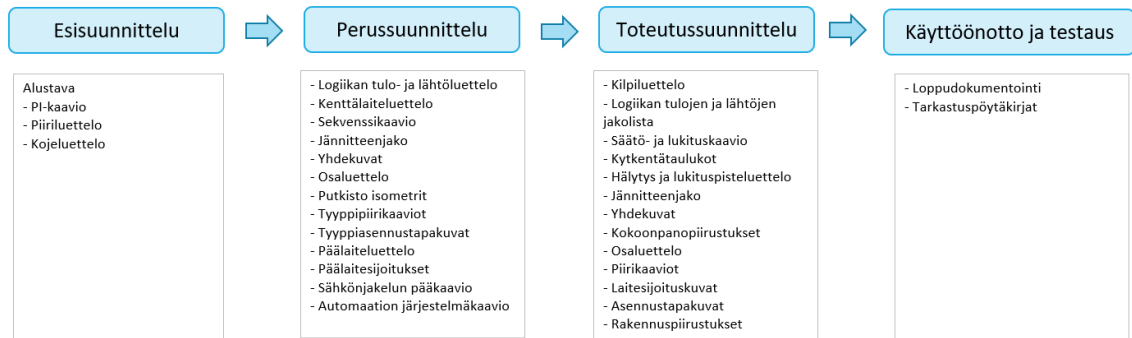 Esisuunnittelu
Perussuunnittelu
Toteutussuunnittelu
Käyttöönotto ja testaus
Alustava
- PI-kaavio
- Piiriluettelo
- Kojeluettelo
- Logiikan tulo- ja lähtöluettelo
- Kenttälaiteluettelo
- Sekvenssikaavio
- Jännitteenjako
- Yhdekuvat
- Osaluettelo
- Putkisto isometrit
- Tyyppipiirikaaviot
- Tyyppiasennustapakuvat
- Päälaiteluettelo
- Päälaitesijoitukset
- Sähkönjakelun pääkaavio
- Automaation järjestelmäkaavio
- Kilpiluettelo
- Logiikan tulojen ja lähtöjen
jakolista
- Säätö- ja lukituskaavio
- Kytkentätaulukot
- Hälytys ja lukituspisteluettelo
- Jännitteenjako
- Yhdekuvat
- Kokoonpanopiirustukset
- Osaluettelo
- Piirikaaviot
- Laitesijoituskuvat
- Asennustapakuvat
- Rakennuspiirustukset
- Loppudokumentointi
- Tarkastuspöytäkirjat